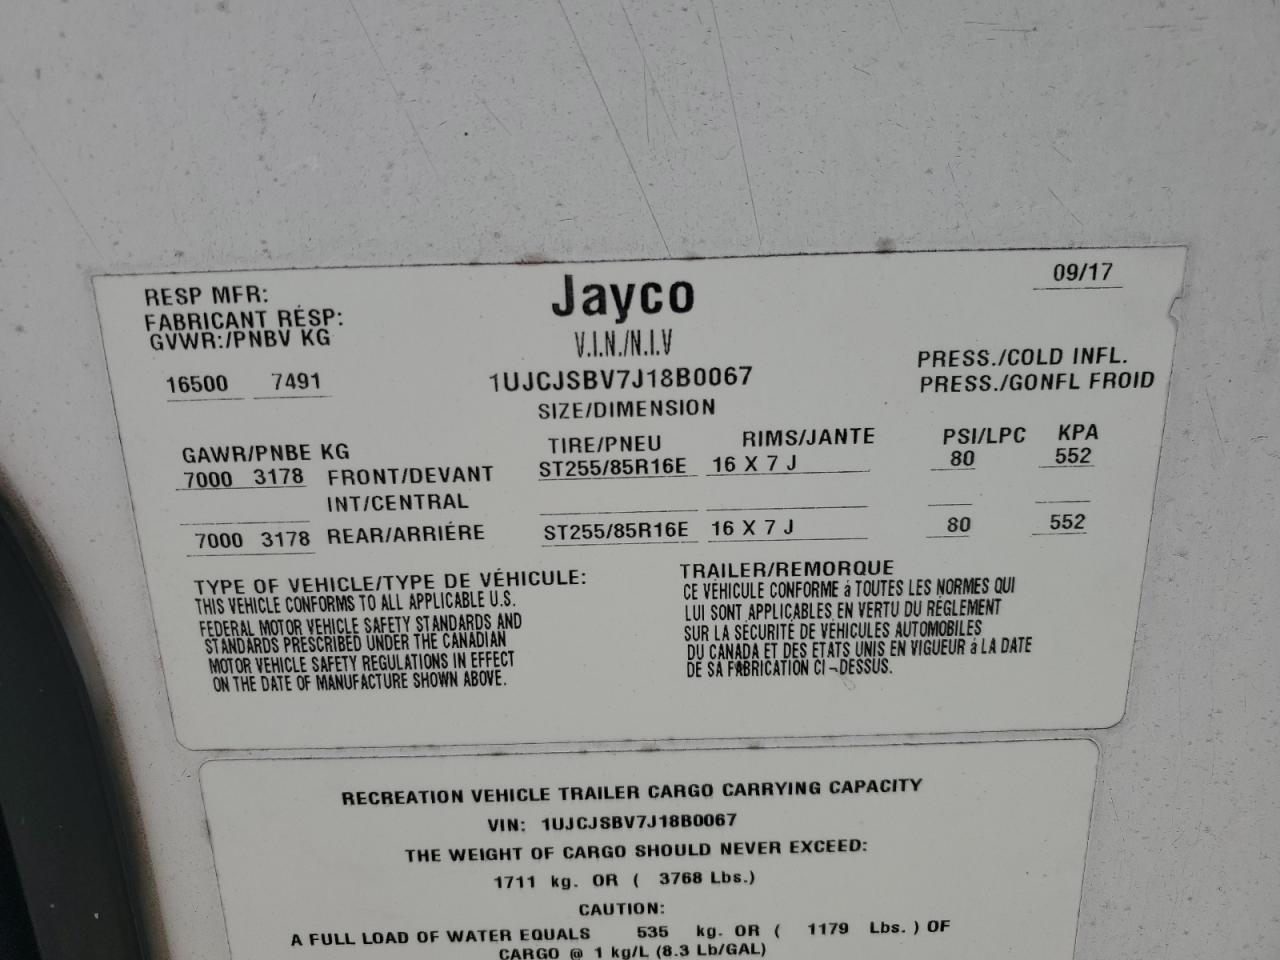 RESP MFR:
Jayco
09/17
FABRICANT RÉSP:
GVWR:/PNBV KG
V.I.N./N.I.V
PRESS./COLD INFL.
16500 7491
1UJCJSBV7J18B0067
PRESS./GONFL FROID
SIZE/DIMENSION
GAWR/PNBE KG TIRE/PNEU RIMS/JANTE PSI/LPC KPA
7000 3178 FRONT/DEVANT ST255/85R16E 16 X 7 J 80 552
INT/CENTRAL
7000 3178 REAR/ARRIÉRE ST255/85R16E 16 X 7 J 80 552
TYPE OF VEHICLE/TYPE DE VÉHICULE: TRAILER/REMORQUE
THIS VEHICLE CONFORMS TO ALL APPLICABLE U.S.
FEDERAL MOTOR VEHICLE SAFETY STANDARDS AND
STANDARDS PRESCRIBED UNDER THE CANADIAN
MOTOR VEHICLE SAFETY REGULATIONS IN EFFECT
ON THE DATE OF MANUFACTURE SHOWN ABOVE.
CE VÉHICULE CONFORME á TOUTES LES NORMES QUI
LUI SONT APPLICABLES EN VERTU DU RÉGLEMENT
SUR LA SÉCURITÉ DE VÉHICULES AUTOMOBILES
DU CANADA ET DES ETATS UNIS EN VIGUEUR á LA DATE
DE SA FABRICATION CI-DESSUS.
RECREATION VEHICLE TRAILER CARGO CARRYING CAPACITY
VIN: 1UJCJSBV7J18B0067
THE WEIGHT OF CARGO SHOULD NEVER EXCEED:
1711 kg. OR ( 3768 Lbs.)
CAUTION:
A FULL LOAD OF WATER EQUALS 535 kg. OR ( 1179 Lbs. ) OF
CARGO @ 1 kg/L (8.3 Lb/GAL)